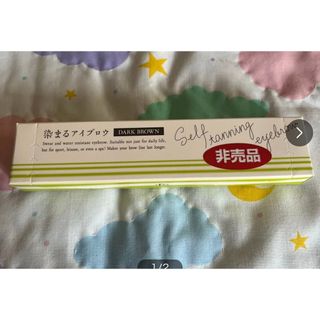 染まるアイブロウ DARK BROWN
Swear and water resistant eyebrow. Suitable not just for daily life,
but for sport, leisure, or even a spa! Makes your brow line last longer.
Self
tanning
eyebrow
非売品
1/2